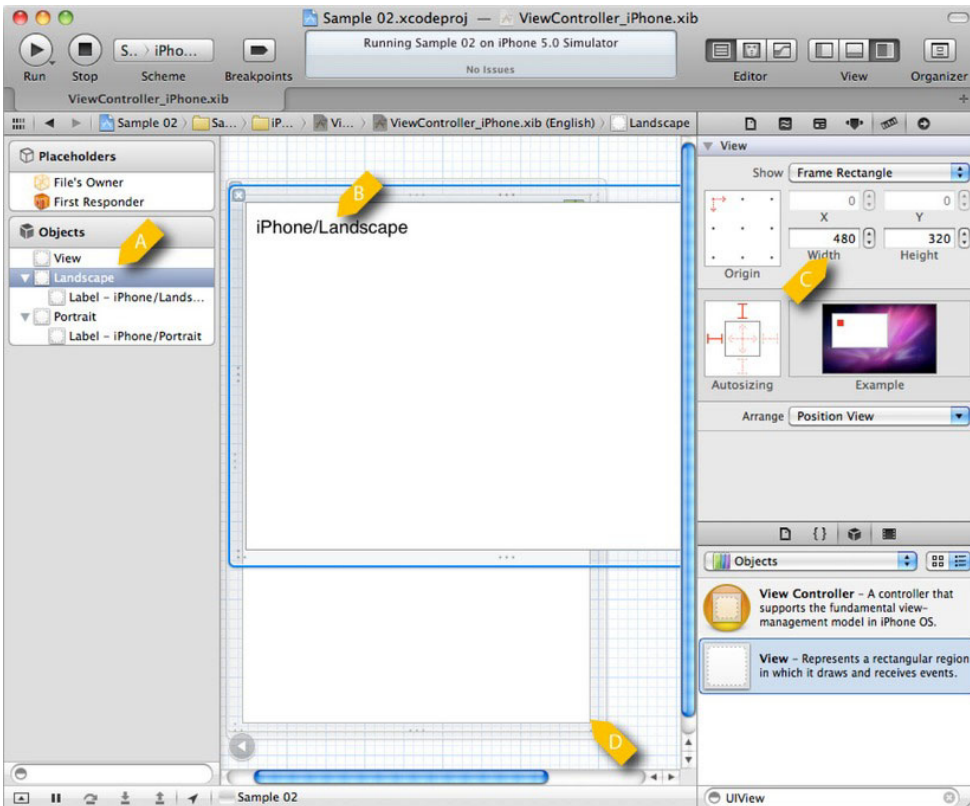 Sample 02.xcodeproj — ViewController_iPhone.xib
S.. › iPho...
Running Sample 02 on iPhone 5.0 Simulator
No Issues
Run Stop Scheme Breakpoints Editor View Organizer
ViewController_iPhone.xib
Sample 02 › Sa... › iP... › Vi... › ViewController_iPhone.xib (English) › Landscape
Placeholders
File's Owner
First Responder
Objects
View
Landscape
Label – iPhone/Lands...
Portrait
Label – iPhone/Portrait
A
B
iPhone/Landscape
D
View
Show Frame Rectangle
0 0
X Y
480 320
Width Height
Origin
C
Autosizing Example
Arrange Position View
{ }
Objects
View Controller – A controller that
supports the fundamental view-
management model in iPhone OS.
View – Represents a rectangular region
in which it draws and receives events.
Sample 02
UIView